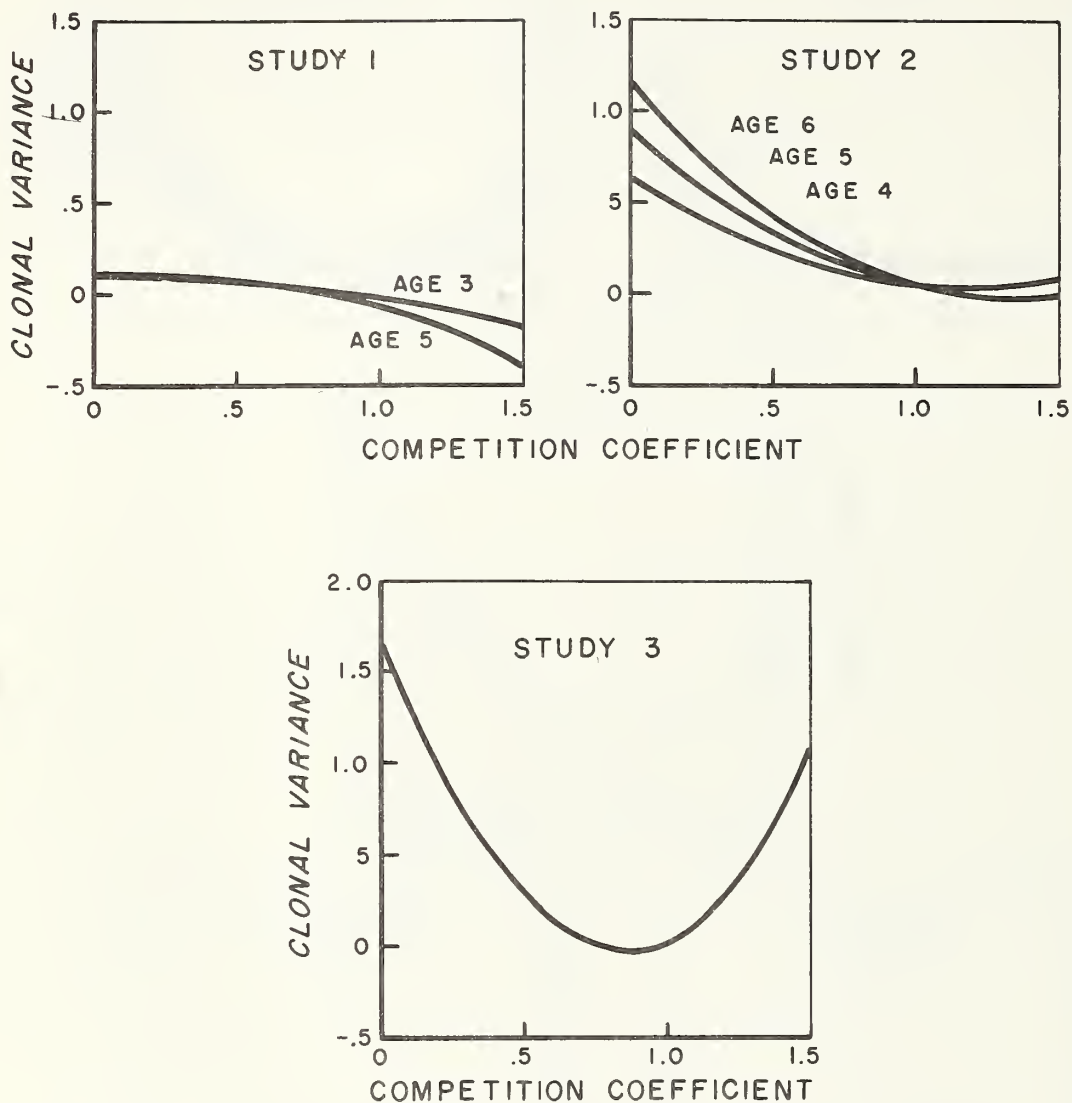 1.5
1.0
.5
0
-.5
CLONAL VARIANCE
STUDY 1
AGE 3
AGE 5
0 .5 1.0 1.5
1.5
1.0
5
0
-.5
STUDY 2
AGE 6
AGE 5
AGE 4
0 .5 1.0 1.5
COMPETITION COEFFICIENT
2.0
1.5
1.0
5
0
-.5
CLONAL VARIANCE
STUDY 3
0 .5 1.0 1.5
COMPETITION COEFFICIENT